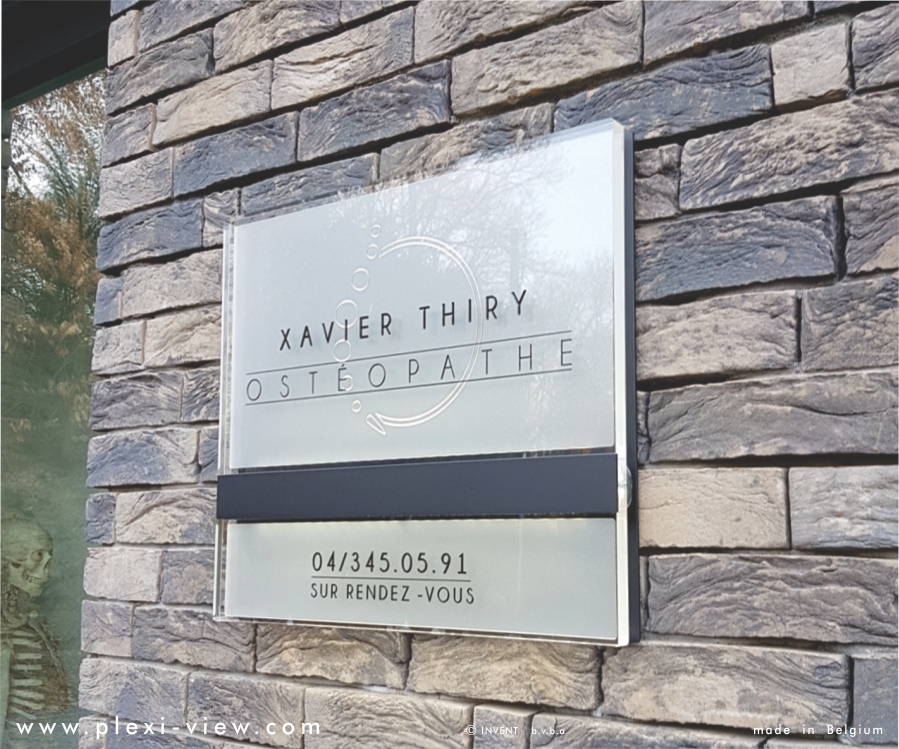 XAVIER THIRY
OSTÉOPATHE
04/345.05.91
SUR RENDEZ-VOUS
www.plexi-view.com © INVENT b.v.b.a made in Belgium